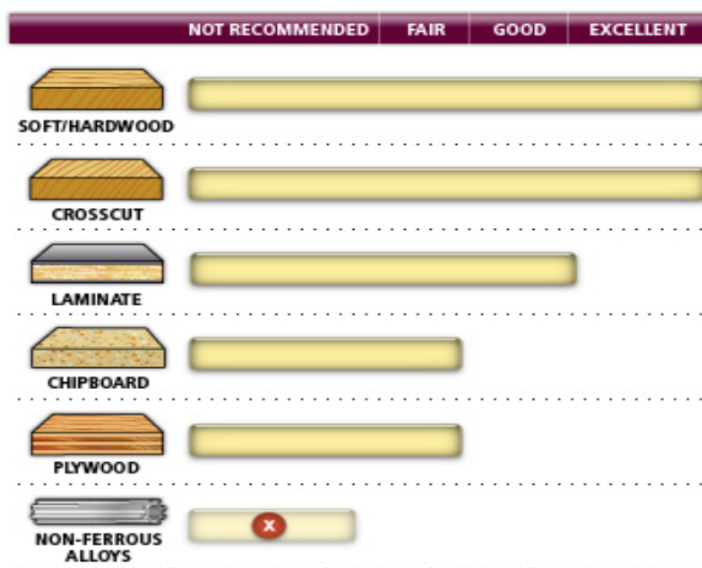 NOT RECOMMENDED FAIR GOOD EXCELLENT
SOFT/HARDWOOD
CROSSCUT
LAMINATE
CHIPBOARD
PLYWOOD
X
NON-FERROUS
ALLOYS